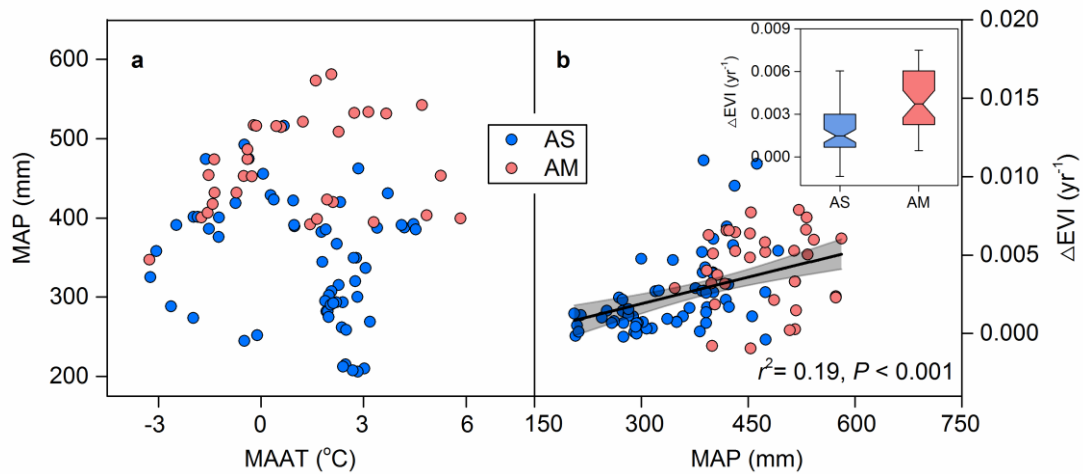 a
MAP (mm)
600
500
400
300
200
-3
0
3
6
MAAT (°C)
AS
AM
b
0.020
0.015
0.010
0.005
0.000
△EVI (yr-1)
150
300
450
600
750
MAP (mm)
r2= 0.19, P < 0.001
△EVI (yr-1)
0.009
0.006
0.003
0.000
AS
AM